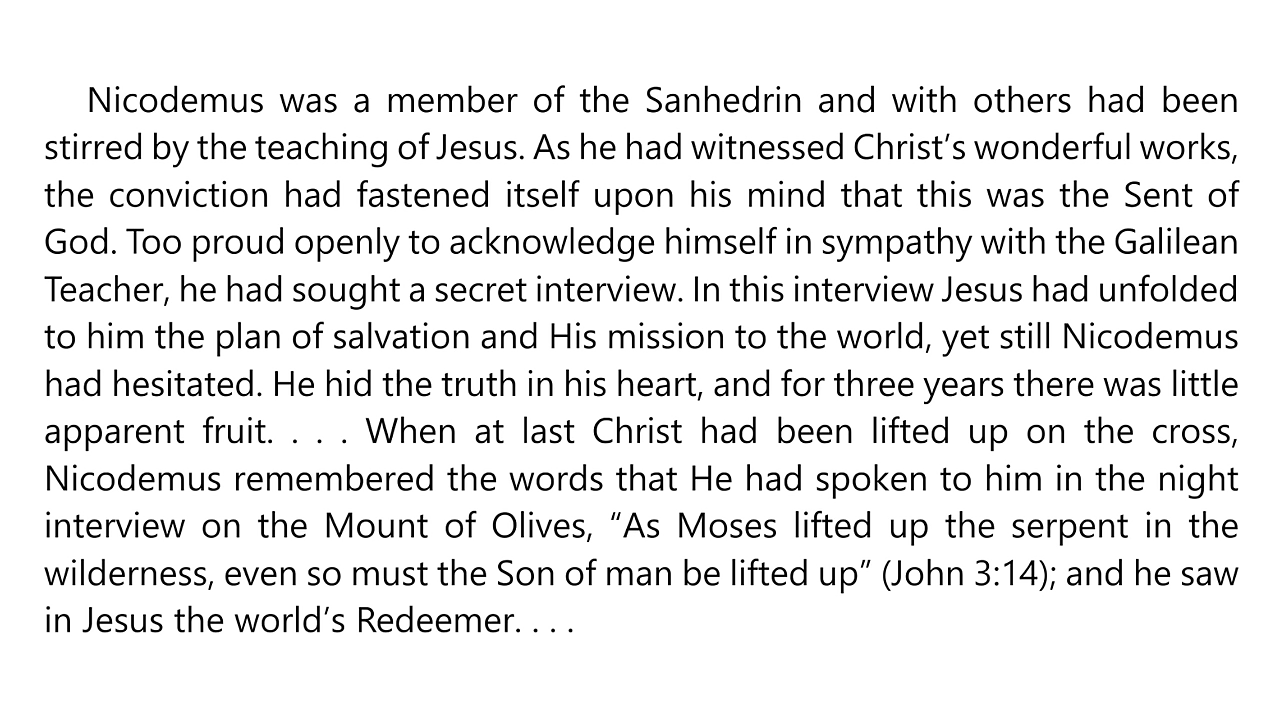 Nicodemus was a member of the Sanhedrin and with others had been
stirred by the teaching of Jesus. As he had witnessed Christ’s wonderful works,
the conviction had fastened itself upon his mind that this was the Sent of
God. Too proud openly to acknowledge himself in sympathy with the Galilean
Teacher, he had sought a secret interview. In this interview Jesus had unfolded
to him the plan of salvation and His mission to the world, yet still Nicodemus
had hesitated. He hid the truth in his heart, and for three years there was little
apparent fruit. . . . When at last Christ had been lifted up on the cross,
Nicodemus remembered the words that He had spoken to him in the night
interview on the Mount of Olives, “As Moses lifted up the serpent in the
wilderness, even so must the Son of man be lifted up” (John 3:14); and he saw
in Jesus the world’s Redeemer. . . .